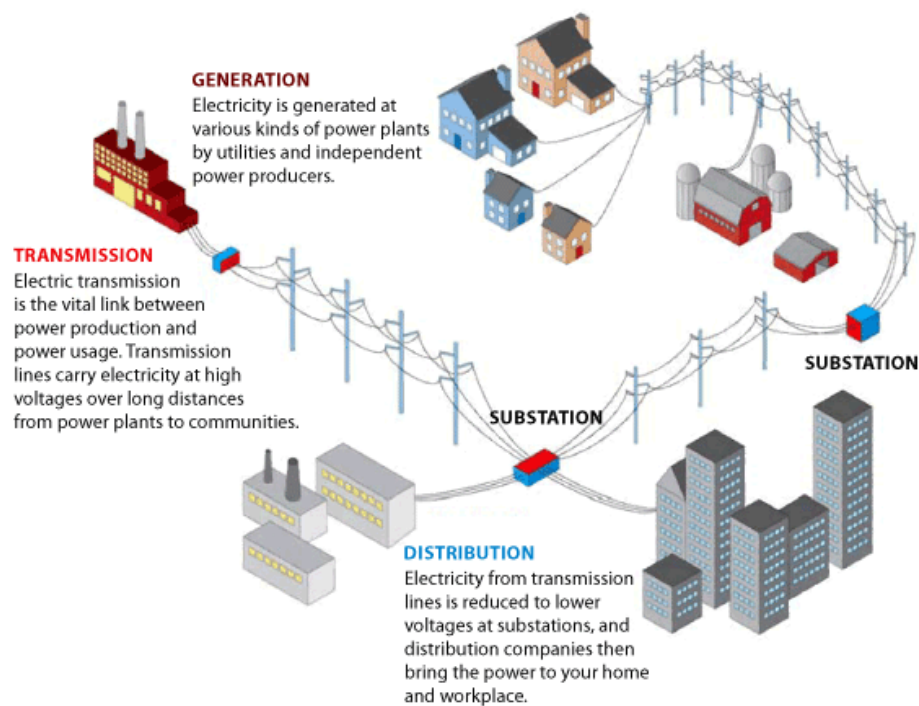 GENERATION
Electricity is generated at
various kinds of power plants
by utilities and independent
power producers.
TRANSMISSION
Electric transmission
is the vital link between
power production and
power usage. Transmission
lines carry electricity at high
voltages over long distances
from power plants to communities.
SUBSTATION
SUBSTATION
DISTRIBUTION
Electricity from transmission
lines is reduced to lower
voltages at substations, and
distribution companies then
bring the power to your home
and workplace.